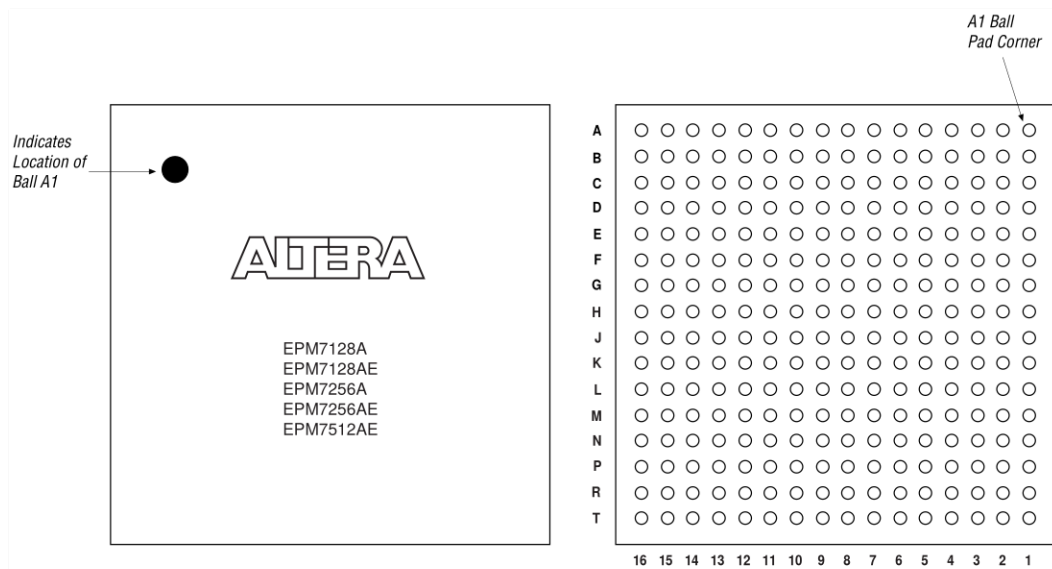 A1 Ball
Pad Corner
Indicates
Location of
Ball A1
ALTERA
EPM7128A
EPM7128AE
EPM7256A
EPM7256AE
EPM7512AE
A
B
C
D
E
F
G
H
J
K
L
M
N
P
R
T
16 15 14 13 12 11 10 9 8 7 6 5 4 3 2 1